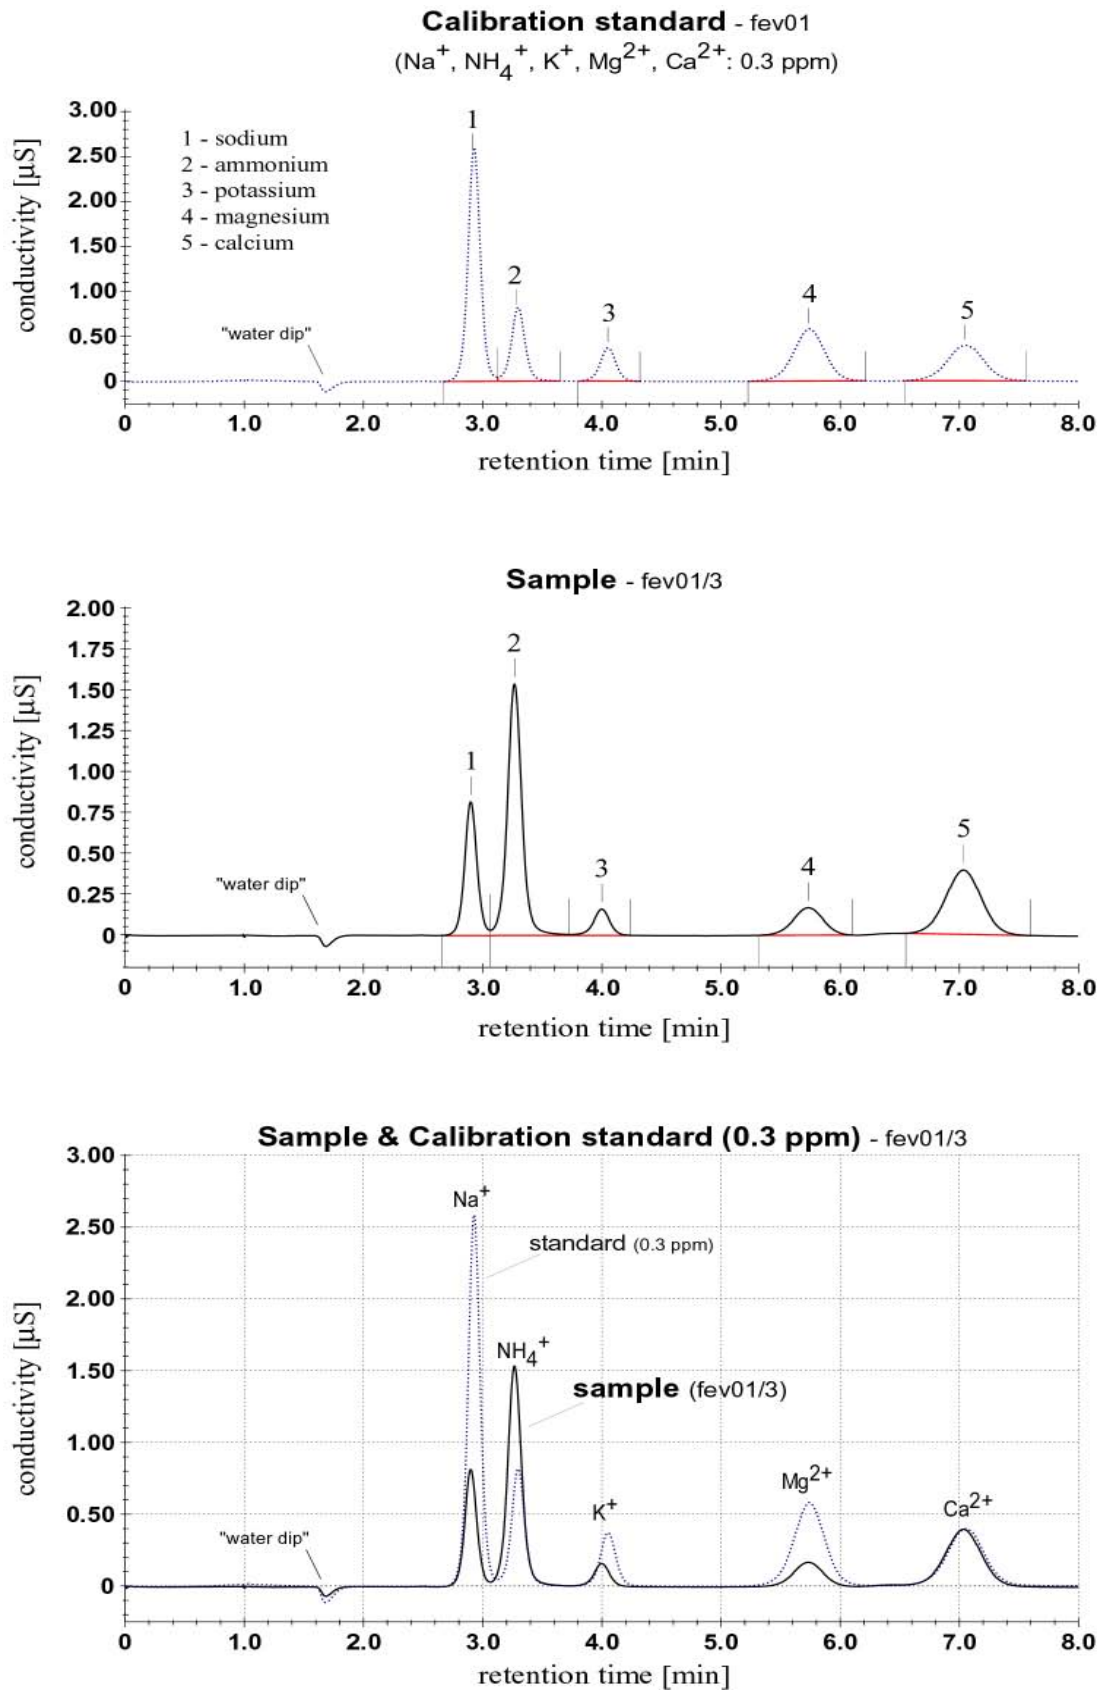 Calibration standard - fev01
(Na⁺, NH₄⁺, K⁺, Mg²⁺, Ca²⁺: 0.3 ppm)
3.00
2.50
2.00
1.50
1.00
0.50
0
conductivity [µS]
1 - sodium
2 - ammonium
3 - potassium
4 - magnesium
5 - calcium
"water dip"
1
2
3
4
5
0 1.0 2.0 3.0 4.0 5.0 6.0 7.0 8.0
retention time [min]
Sample - fev01/3
2.00
1.75
1.50
1.25
1.00
0.75
0.50
0.25
0
conductivity [µS]
"water dip"
1
2
3
4
5
0 1.0 2.0 3.0 4.0 5.0 6.0 7.0 8.0
retention time [min]
Sample & Calibration standard (0.3 ppm) - fev01/3
3.00
2.50
2.00
1.50
1.00
0.50
0
conductivity [µS]
Na⁺
standard (0.3 ppm)
NH₄⁺
sample (fev01/3)
K⁺
Mg²⁺
Ca²⁺
"water dip"
0 1.0 2.0 3.0 4.0 5.0 6.0 7.0 8.0
retention time [min]